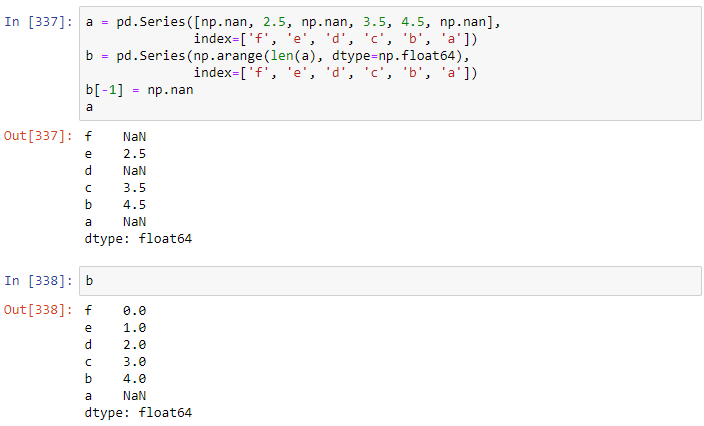 In [337]: a = pd.Series([np.nan, 2.5, np.nan, 3.5, 4.5, np.nan],
index=['f', 'e', 'd', 'c', 'b', 'a'])
b = pd.Series(np.arange(len(a), dtype=np.float64),
index=['f', 'e', 'd', 'c', 'b', 'a'])
b[-1] = np.nan
a
Out[337]: f NaN
e 2.5
d NaN
c 3.5
b 4.5
a NaN
dtype: float64
In [338]: b
Out[338]: f 0.0
e 1.0
d 2.0
c 3.0
b 4.0
a NaN
dtype: float64